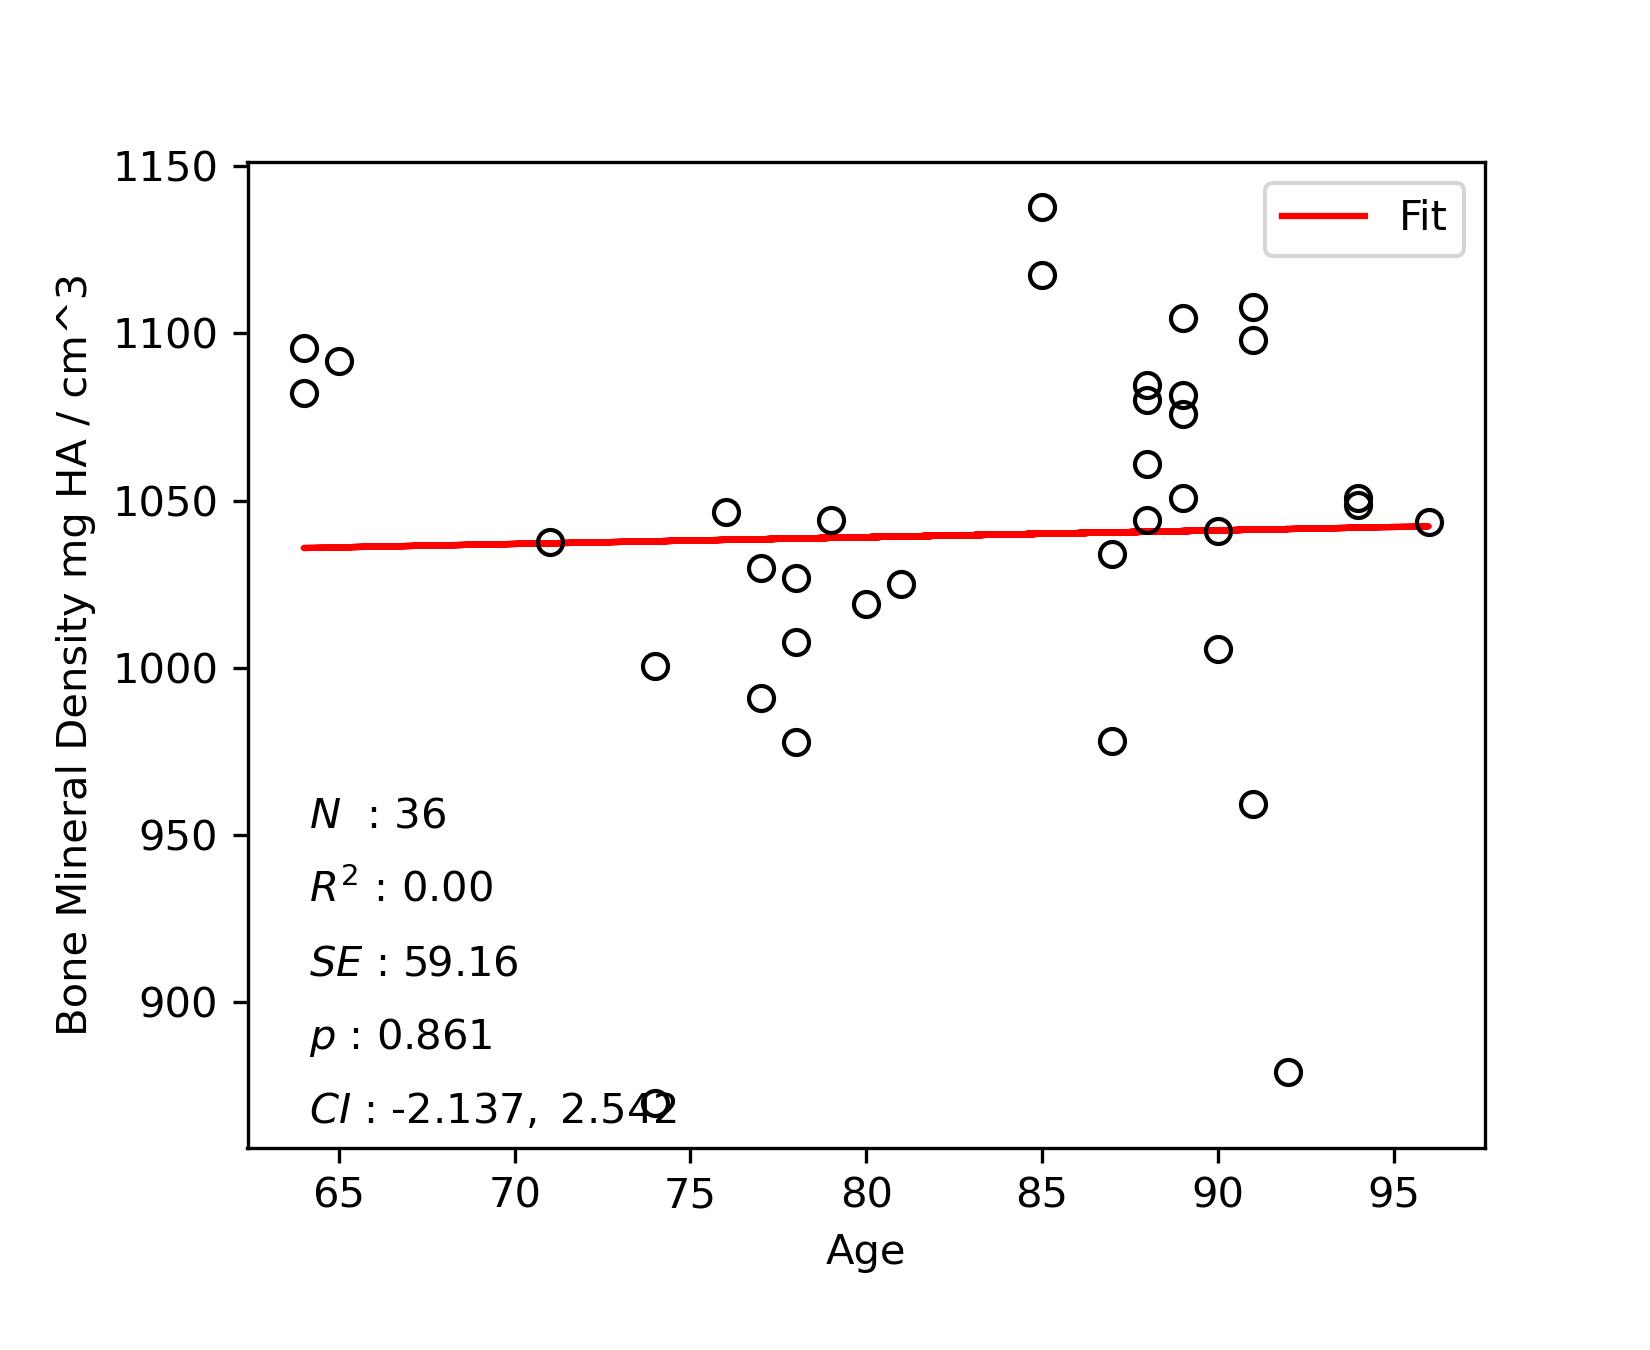 1150
1100
1050
1000
950
900
Bone Mineral Density mg HA / cm^3
Fit
N : 36
R² : 0.00
SE : 59.16
p : 0.861
CI : -2.137, 2.542
65 70 75 80 85 90 95
Age